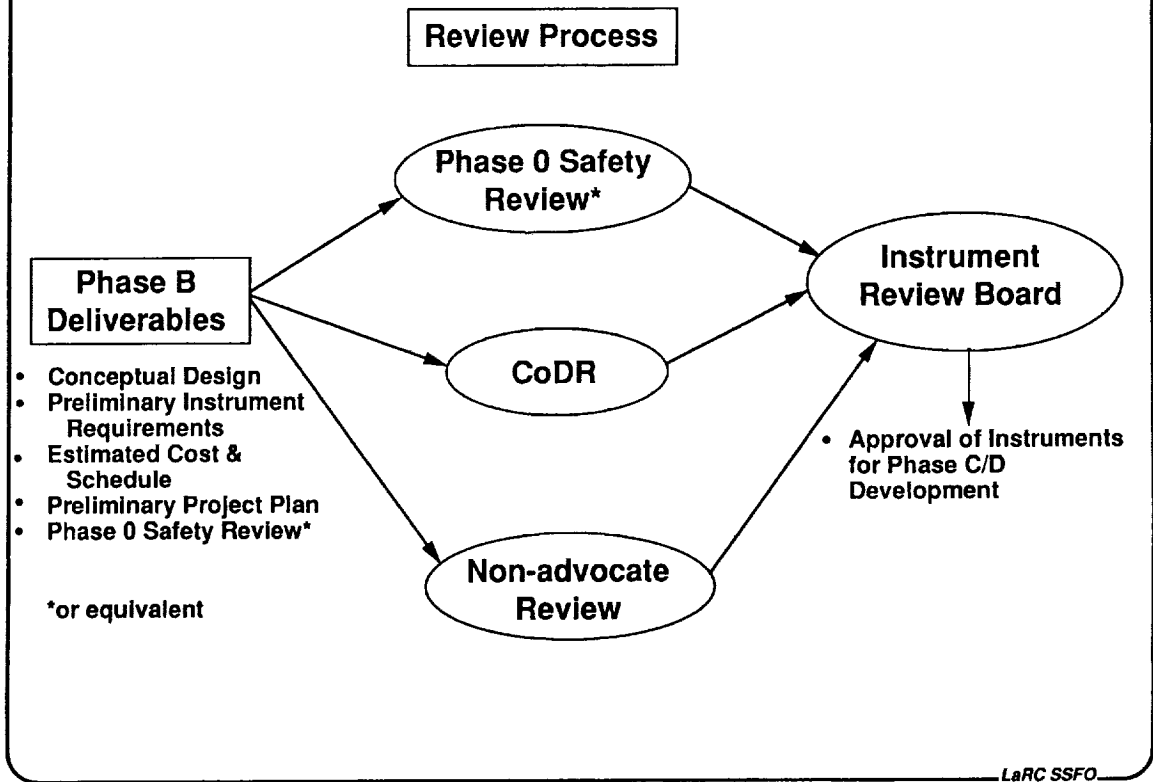 Review Process
Phase 0 Safety
Review*
Phase B
Deliverables
• Conceptual Design
• Preliminary Instrument
Requirements
• Estimated Cost &
Schedule
• Preliminary Project Plan
• Phase 0 Safety Review*
*or equivalent
CoDR
Non-advocate
Review
Instrument
Review Board
• Approval of Instruments
for Phase C/D
Development
LaRC SSFO